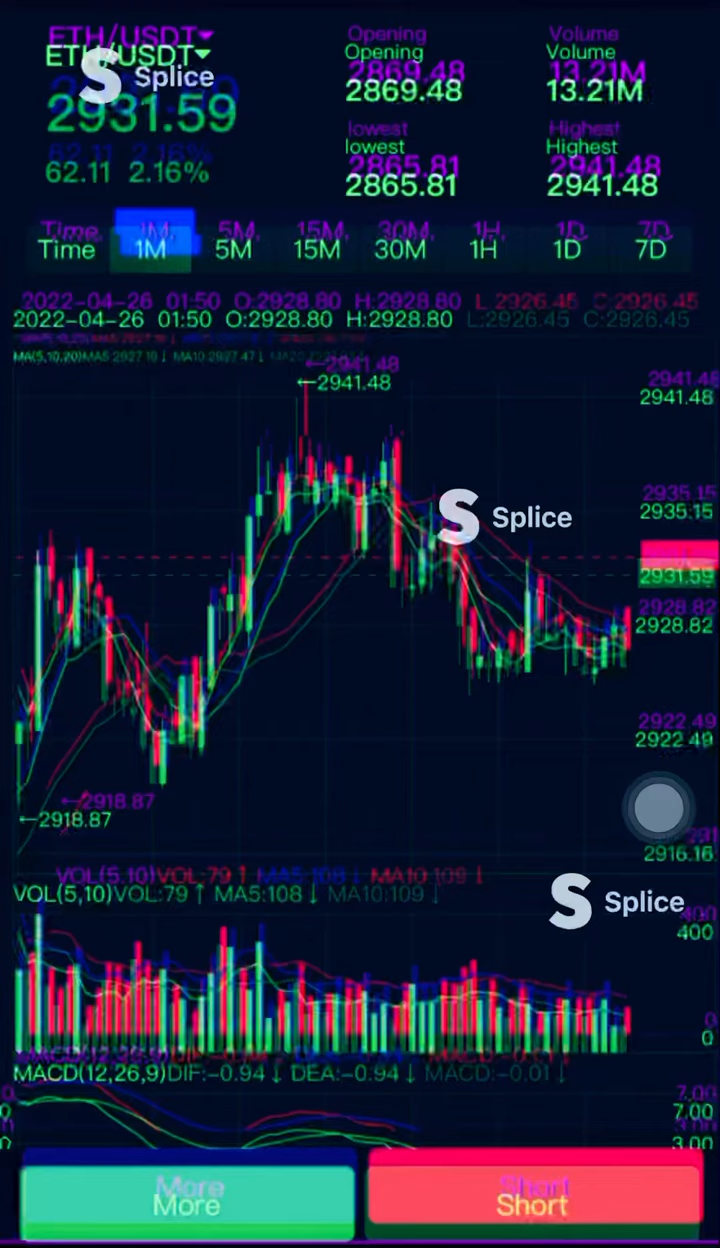 ETH/USDT
Splice
2931.59
62.11 2.16%
Opening Volume
2869.48 13.21M
lowest Highest
2865.81 2941.48
Time 1M 5M 15M 30M 1H 1D 7D
2022-04-26 01:50 O:2928.80 H:2928.80 L:2926.45 C:2926.45
←2941.48
2941.48
2935.15
Splice
2931.59
2928.82
2922.49
←2918.87
2916.16
VOL(5,10)VOL:79↑ MA5:108↓ MA10:109↓
Splice
400
0
MACD(12,26,9)DIF:-0.94↓ DEA:-0.94↓ MACD:-0.01↓
7.00
3.00
More Short